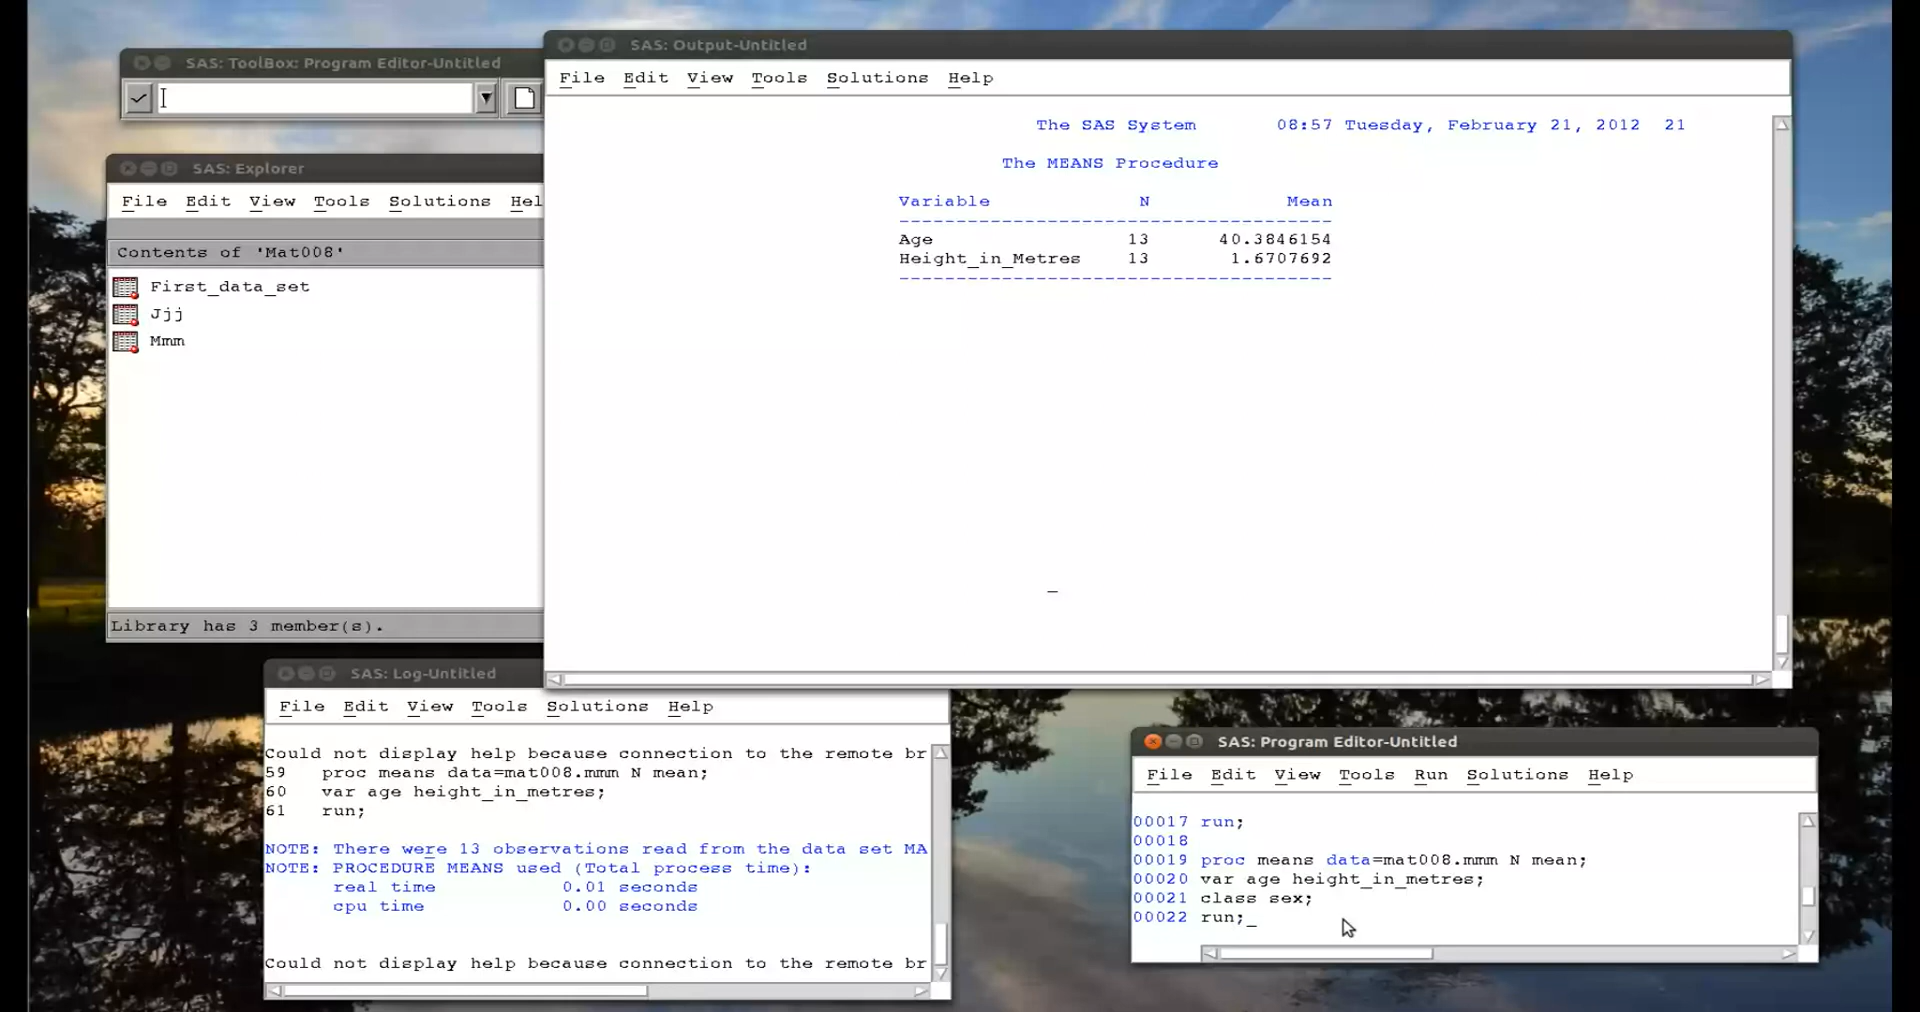 SAS: ToolBox: Program Editor-Untitled
SAS: Output-Untitled
File Edit View Tools Solutions Help
The SAS System 08:57 Tuesday, February 21, 2012 21
The MEANS Procedure
Variable N Mean
Age 13 40.3846154
Height_in_Metres 13 1.6707692
SAS: Explorer
File Edit View Tools Solutions Hel
Contents of 'Mat008'
First_data_set
Jjj
Mmm
Library has 3 member(s).
SAS: Log-Untitled
File Edit View Tools Solutions Help
Could not display help because connection to the remote br
59 proc means data=mat008.mmm N mean;
60 var age height_in_metres;
61 run;
NOTE: There were 13 observations read from the data set MA
NOTE: PROCEDURE MEANS used (Total process time):
real time 0.01 seconds
cpu time 0.00 seconds
Could not display help because connection to the remote br
SAS: Program Editor-Untitled
File Edit View Tools Run Solutions Help
00017 run;
00018
00019 proc means data=mat008.mmm N mean;
00020 var age height_in_metres;
00021 class sex;
00022 run;_